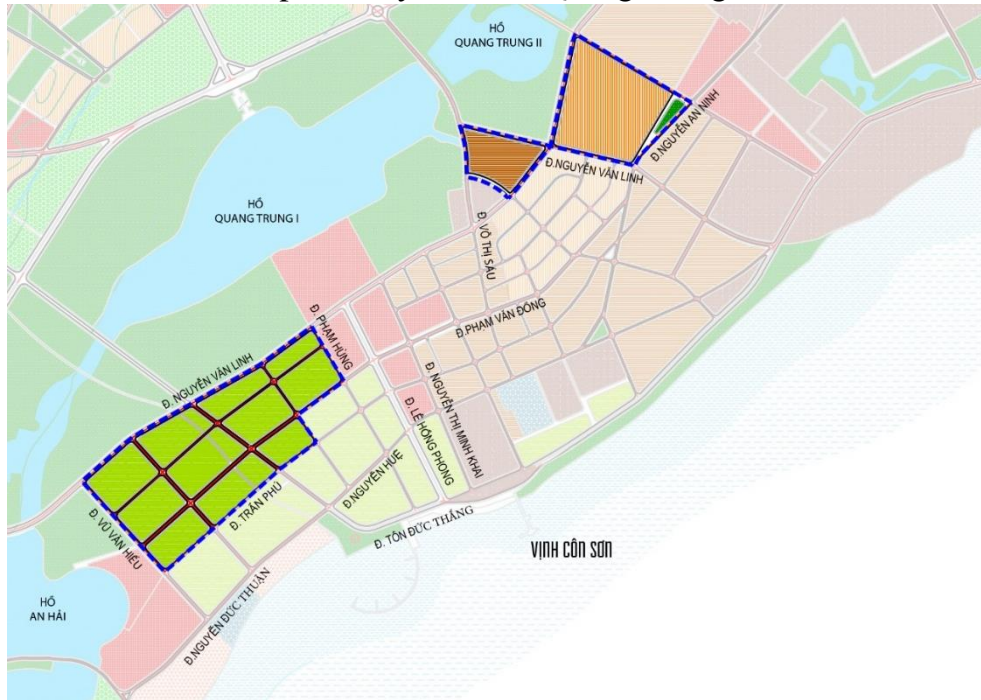 HỒ
QUANG TRUNG II
Đ.NGUYỄN AN NINH
Đ.NGUYỄN VĂN LINH
HỒ
QUANG TRUNG I
Đ. VÕ THỊ SÁU
Đ.PHẠM VĂN ĐỒNG
Đ. PHẠM HÙNG
Đ. NGUYỄN VĂN LINH
Đ. NGUYỄN THỊ MINH KHAI
Đ. LÊ HỒNG PHONG
Đ.NGUYỄN HUỆ
Đ. TRẦN PHÚ
Đ. TÔN ĐỨC THẮNG
Đ. VŨ VĂN HIẾU
VỊNH CÔN SƠN
HỒ
AN HẢI
Đ.NGUYỄN ĐỨC THUẬN